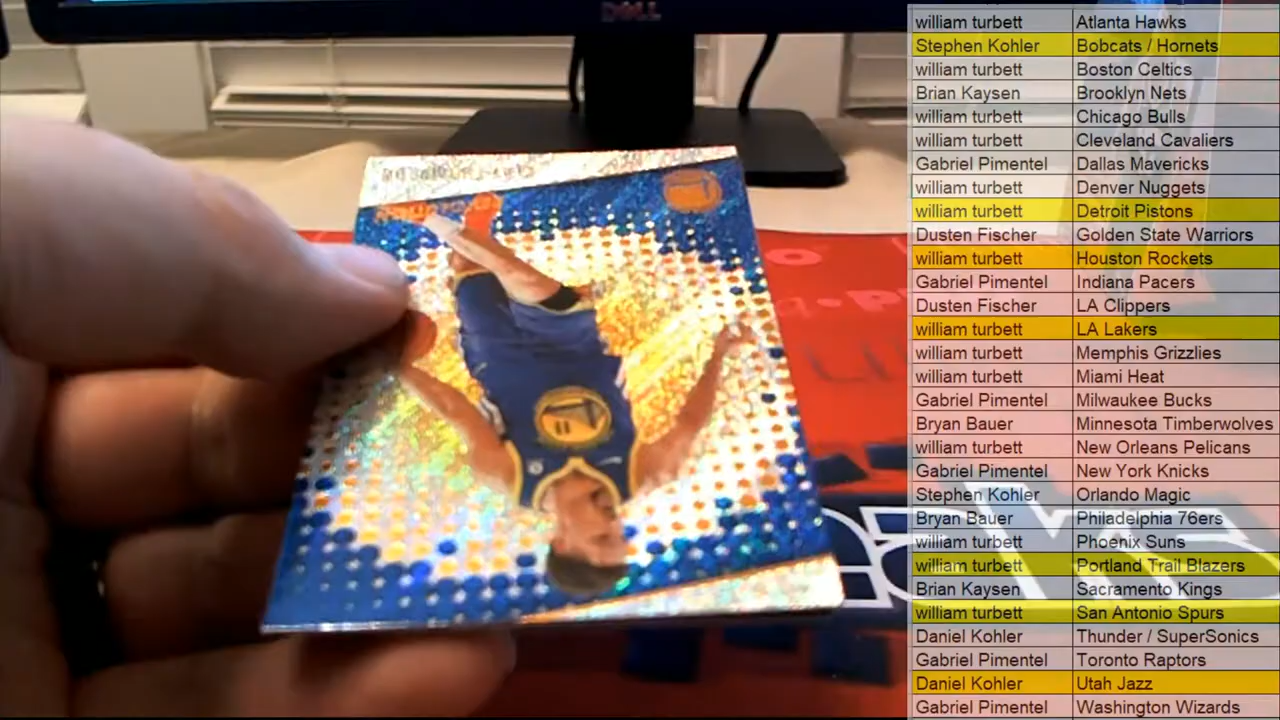 DELL
william turbett Atlanta Hawks
Stephen Kohler Bobcats / Hornets
william turbett Boston Celtics
Brian Kaysen Brooklyn Nets
william turbett Chicago Bulls
william turbett Cleveland Cavaliers
Gabriel Pimentel Dallas Mavericks
william turbett Denver Nuggets
william turbett Detroit Pistons
Dusten Fischer Golden State Warriors
william turbett Houston Rockets
Gabriel Pimentel Indiana Pacers
Dusten Fischer LA Clippers
william turbett LA Lakers
william turbett Memphis Grizzlies
william turbett Miami Heat
Gabriel Pimentel Milwaukee Bucks
Bryan Bauer Minnesota Timberwolves
william turbett New Orleans Pelicans
Gabriel Pimentel New York Knicks
Stephen Kohler Orlando Magic
Bryan Bauer Philadelphia 76ers
william turbett Phoenix Suns
william turbett Portland Trail Blazers
Brian Kaysen Sacramento Kings
william turbett San Antonio Spurs
Daniel Kohler Thunder / SuperSonics
Gabriel Pimentel Toronto Raptors
Daniel Kohler Utah Jazz
Gabriel Pimentel Washington Wizards